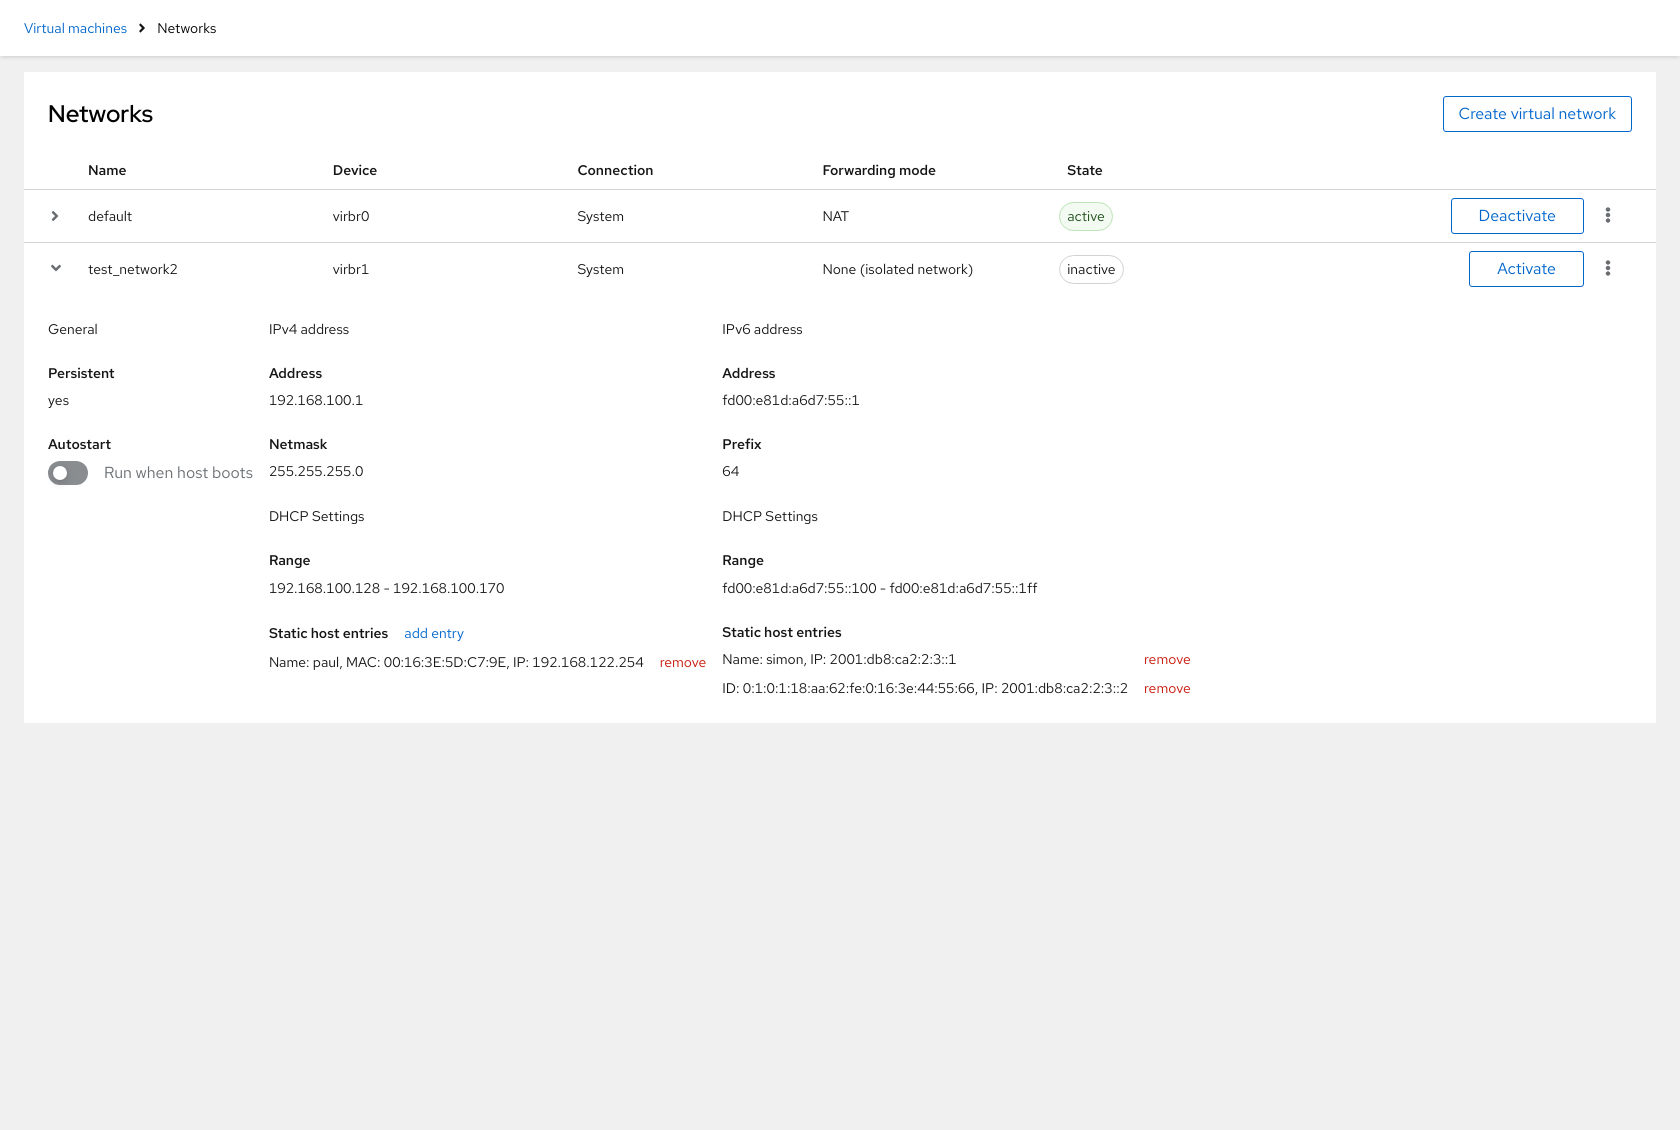 Virtual machines > Networks
Networks
Create virtual network
Name Device Connection Forwarding mode State
default virbr0 System NAT active Deactivate
test_network2 virbr1 System None (isolated network) inactive Activate
General IPv4 address IPv6 address
Persistent Address Address
yes 192.168.100.1 fd00:e81d:a6d7:55::1
Autostart Netmask Prefix
Run when host boots 255.255.255.0 64
DHCP Settings DHCP Settings
Range Range
192.168.100.128 - 192.168.100.170 fd00:e81d:a6d7:55::100 - fd00:e81d:a6d7:55::1ff
Static host entries add entry Static host entries
Name: paul, MAC: 00:16:3E:5D:C7:9E, IP: 192.168.122.254 remove Name: simon, IP: 2001:db8:ca2:2:3::1 remove
ID: 0:1:0:1:18:aa:62:fe:0:16:3e:44:55:66, IP: 2001:db8:ca2:2:3::2 remove